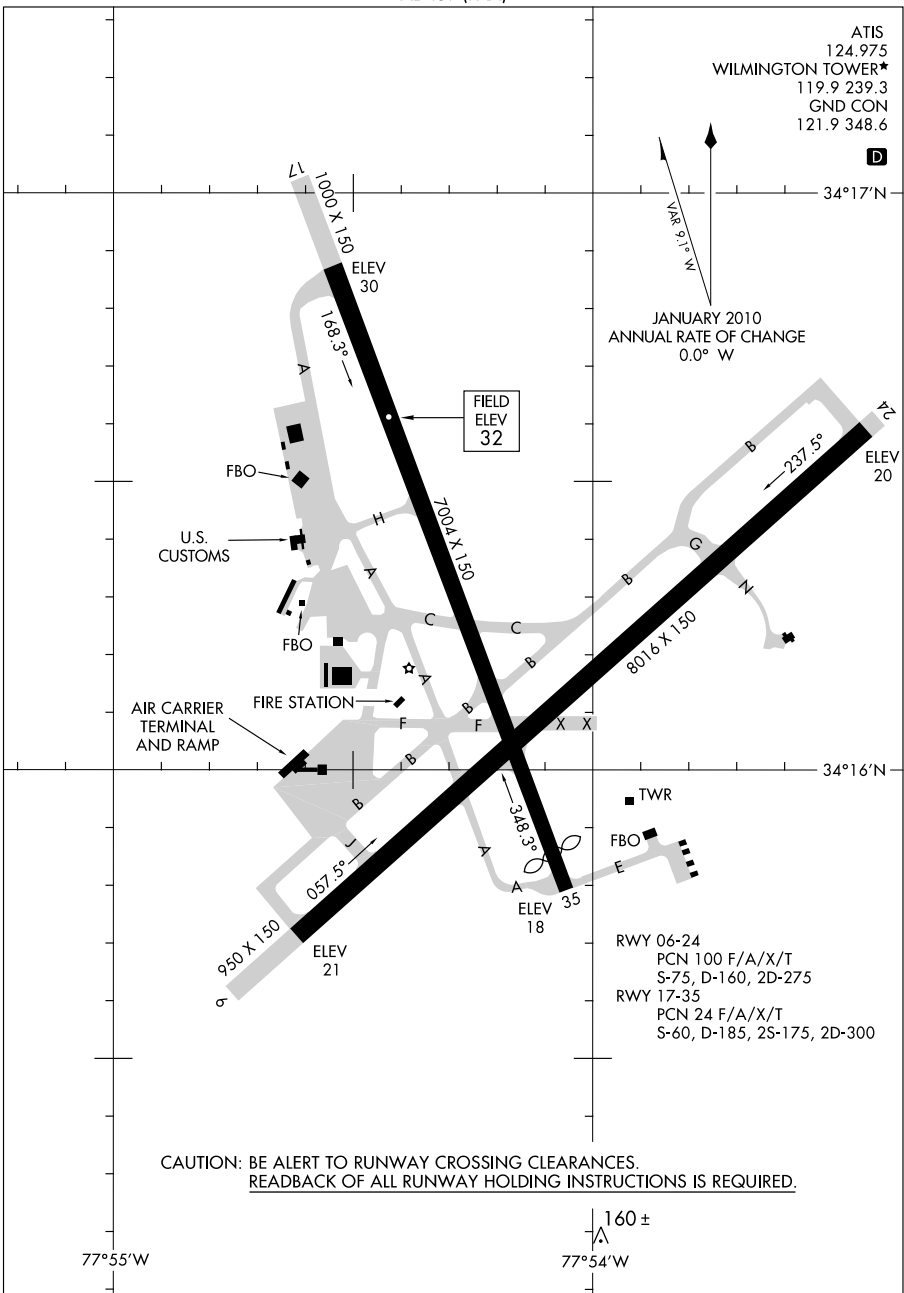 ATIS
124.975
WILMINGTON TOWER★
119.9 239.3
GND CON
121.9 348.6
D
34°17'N
17
1000 X 150
ELEV
30
VAR 9.1° W
JANUARY 2010
ANNUAL RATE OF CHANGE
0.0° W
168.3°
A
FIELD
ELEV
32
24
B
237.5°
ELEV
20
FBO
7004 X 150
H
U.S.
CUSTOMS
G
A
B
N
C
C
FBO
8016 X 150
B
A
FIRE STATION
B
AIR CARRIER
TERMINAL
AND RAMP
F
F
X
X
B
34°16'N
B
TWR
348.3°
J
A
FBO
057.5°
E
A
35
ELEV
18
950 X 150
ELEV
21
6
RWY 06-24
PCN 100 F/A/X/T
S-75, D-160, 2D-275
RWY 17-35
PCN 24 F/A/X/T
S-60, D-185, 2S-175, 2D-300
CAUTION: BE ALERT TO RUNWAY CROSSING CLEARANCES.
READBACK OF ALL RUNWAY HOLDING INSTRUCTIONS IS REQUIRED.
160 ±
77°55'W
77°54'W